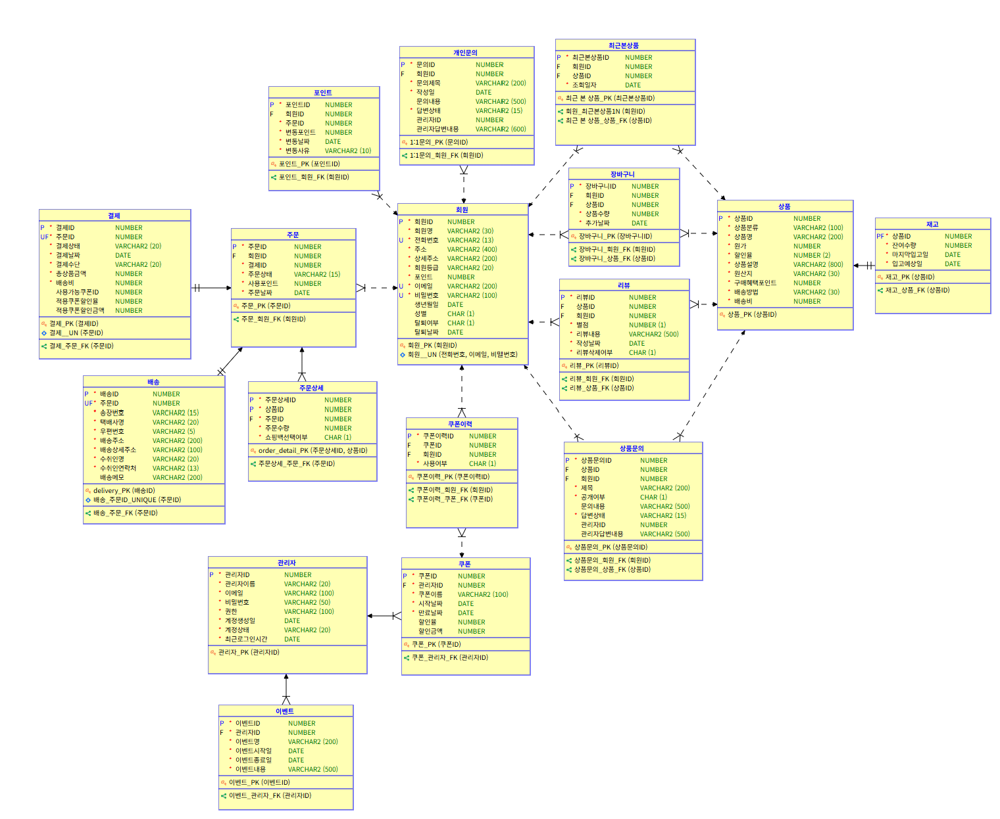 최근본상품
P * 최근본상품ID NUMBER
F 회원ID NUMBER
F 상품ID NUMBER
* 조회일자 DATE
최근 본 상품_PK (최근본상품ID)
회원_최근본상품1N (회원ID)
최근 본 상품_상품_FK (상품ID)
개인문의
P * 문의ID NUMBER
F 회원ID NUMBER
* 문의제목 VARCHAR2 (200)
* 작성일 DATE
문의내용 VARCHAR2 (500)
* 답변상태 VARCHAR2 (15)
관리자ID NUMBER
관리자답변내용 VARCHAR2 (600)
1:1문의_PK (문의ID)
1:1문의_회원_FK (회원ID)
포인트
P * 포인트ID NUMBER
F 회원ID NUMBER
* 주문ID NUMBER
* 변동포인트 NUMBER
* 변동날짜 DATE
* 변동사유 VARCHAR2 (10)
포인트_PK (포인트ID)
포인트_회원_FK (회원ID)
장바구니
P * 장바구니ID NUMBER
F 회원ID NUMBER
F 상품ID NUMBER
* 상품수량 NUMBER
* 추가날짜 DATE
장바구니_PK (장바구니ID)
장바구니_회원_FK (회원ID)
장바구니_상품_FK (상품ID)
상품
P * 상품ID NUMBER
* 상품분류 VARCHAR2 (100)
* 상품명 VARCHAR2 (200)
* 원가 NUMBER
* 할인율 NUMBER (2)
* 상품설명 VARCHAR2 (800)
* 원산지 VARCHAR2 (30)
* 구매혜택포인트 NUMBER
* 배송방법 VARCHAR2 (30)
* 배송비 NUMBER
상품_PK (상품ID)
재고
PF * 상품ID NUMBER
* 잔여수량 NUMBER
* 마지막입고일 DATE
* 입고예상일 DATE
재고_PK (상품ID)
재고_상품_FK (상품ID)
회원
P * 회원ID NUMBER
* 회원명 VARCHAR2 (30)
U * 전화번호 VARCHAR2 (13)
* 주소 VARCHAR2 (400)
* 상세주소 VARCHAR2 (200)
* 회원등급 VARCHAR2 (20)
* 포인트 NUMBER
U * 이메일 VARCHAR2 (200)
U * 비밀번호 VARCHAR2 (100)
생년월일 DATE
성별 CHAR (1)
탈퇴여부 CHAR (1)
탈퇴날짜 DATE
회원_PK (회원ID)
회원__UN (전화번호, 이메일, 비밀번호)
결제
P * 결제ID NUMBER
UF * 주문ID NUMBER
* 결제상태 VARCHAR2 (20)
* 결제날짜 DATE
* 결제수단 VARCHAR2 (20)
* 총상품금액 NUMBER
* 배송비 NUMBER
사용가능쿠폰ID NUMBER
적용쿠폰할인율 NUMBER
적용쿠폰할인금액 NUMBER
결제_PK (결제ID)
결제__UN (주문ID)
결제_주문_FK (주문ID)
주문
P * 주문ID NUMBER
F 회원ID NUMBER
* 결제ID NUMBER
* 주문상태 VARCHAR2 (15)
* 사용포인트 NUMBER
* 주문날짜 DATE
주문_PK (주문ID)
주문_회원_FK (회원ID)
리뷰
P * 리뷰ID NUMBER
F 상품ID NUMBER
F 회원ID NUMBER
* 별점 NUMBER (1)
* 리뷰내용 VARCHAR2 (500)
* 작성날짜 DATE
* 리뷰삭제여부 CHAR (1)
리뷰_PK (리뷰ID)
리뷰_회원_FK (회원ID)
리뷰_상품_FK (상품ID)
배송
P * 배송ID NUMBER
UF * 주문ID NUMBER
* 송장번호 VARCHAR2 (15)
* 택배사명 VARCHAR2 (20)
* 우편번호 VARCHAR2 (5)
* 배송주소 VARCHAR2 (200)
* 배송상세주소 VARCHAR2 (100)
* 수취인명 VARCHAR2 (20)
* 수취인연락처 VARCHAR2 (13)
배송메모 VARCHAR2 (200)
delivery_PK (배송ID)
배송_주문ID_UNIQUE (주문ID)
배송_주문_FK (주문ID)
주문상세
P * 주문상세ID NUMBER
P * 상품ID NUMBER
F * 주문ID NUMBER
* 주문수량 NUMBER
* 쇼핑백선택여부 CHAR (1)
order_detail_PK (주문상세ID, 상품ID)
주문상세_주문_FK (주문ID)
쿠폰이력
P * 쿠폰이력ID NUMBER
F 쿠폰ID NUMBER
F 회원ID NUMBER
* 사용여부 CHAR (1)
쿠폰이력_PK (쿠폰이력ID)
쿠폰이력_회원_FK (회원ID)
쿠폰이력_쿠폰_FK (쿠폰ID)
상품문의
P * 상품문의ID NUMBER
F 상품ID NUMBER
F 회원ID NUMBER
* 제목 VARCHAR2 (200)
* 공개여부 CHAR (1)
문의내용 VARCHAR2 (500)
* 답변상태 VARCHAR2 (15)
관리자ID NUMBER
관리자답변내용 VARCHAR2 (500)
상품문의_PK (상품문의ID)
상품문의_회원_FK (회원ID)
상품문의_상품_FK (상품ID)
관리자
P * 관리자ID NUMBER
* 관리자이름 VARCHAR2 (20)
* 이메일 VARCHAR2 (100)
* 비밀번호 VARCHAR2 (50)
* 권한 VARCHAR2 (100)
* 계정생성일 DATE
* 계정상태 VARCHAR2 (20)
* 최근로그인시간 DATE
관리자_PK (관리자ID)
쿠폰
P * 쿠폰ID NUMBER
F * 관리자ID NUMBER
* 쿠폰이름 VARCHAR2 (100)
* 시작날짜 DATE
* 만료날짜 DATE
할인율 NUMBER
할인금액 NUMBER
쿠폰_PK (쿠폰ID)
쿠폰_관리자_FK (관리자ID)
이벤트
P * 이벤트ID NUMBER
F * 관리자ID NUMBER
* 이벤트명 VARCHAR2 (200)
* 이벤트시작일 DATE
* 이벤트종료일 DATE
* 이벤트내용 VARCHAR2 (500)
이벤트_PK (이벤트ID)
이벤트_관리자_FK (관리자ID)